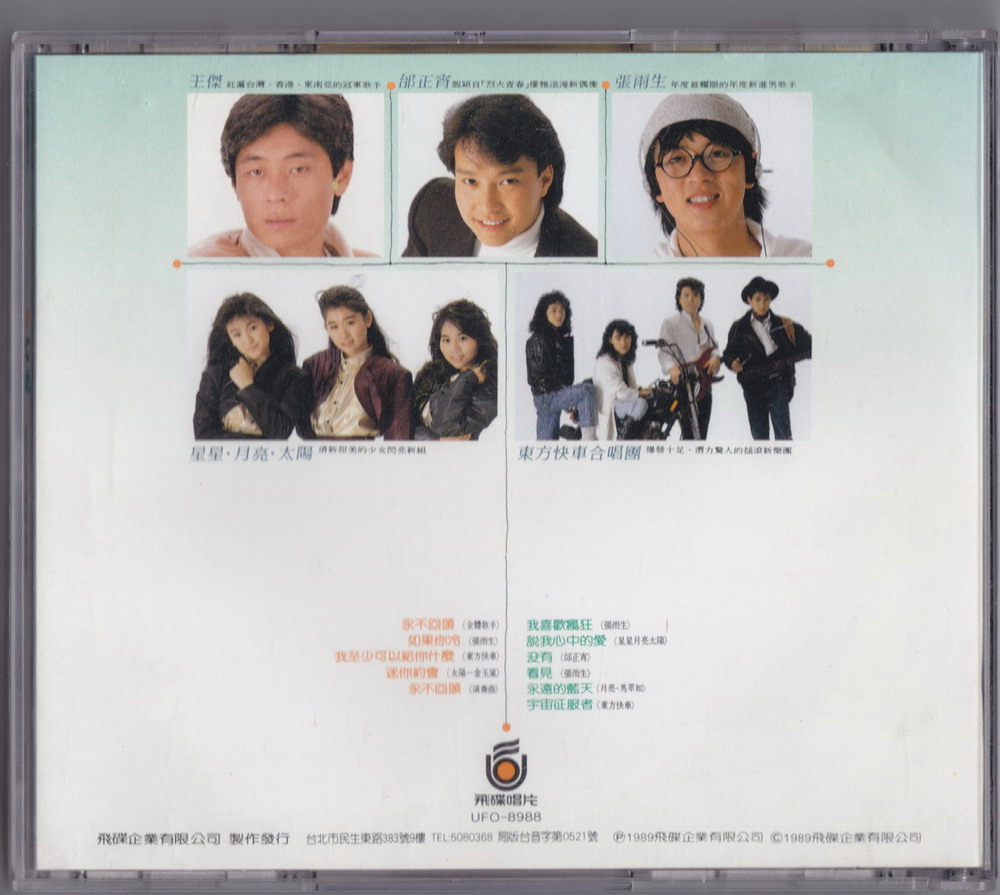 王傑 紅遍台灣、香港、東南亞的冠軍歌手
邰正宵 脫穎自「烈火青春」優雅浪漫新偶像
張雨生 年度最耀眼的年度新進男歌手
星星・月亮・太陽 清新甜美的少女閃亮新組
東方快車合唱團 爆發十足、潛力驚人的搖滾新樂團
永不回頭 (全體歌手)
如果你冷 (張雨生)
我至少可以給你什麼 (東方快車)
迷你約會 (太陽—金玉嵐)
永不回頭 (演奏曲)
我喜歡瘋狂 (張雨生)
説我心中的愛 (星星月亮太陽)
沒有 (邰正宵)
看見 (張雨生)
永遠的藍天 (月亮-馬萃如)
宇宙征服者 (東方快車)
飛碟唱片
UFO-8988
飛碟企業有限公司 製作發行 台北市民生東路383號9樓 TEL:5080368 局版台音字第0521號 Ⓟ1989飛碟企業有限公司 ©1989飛碟企業有限公司